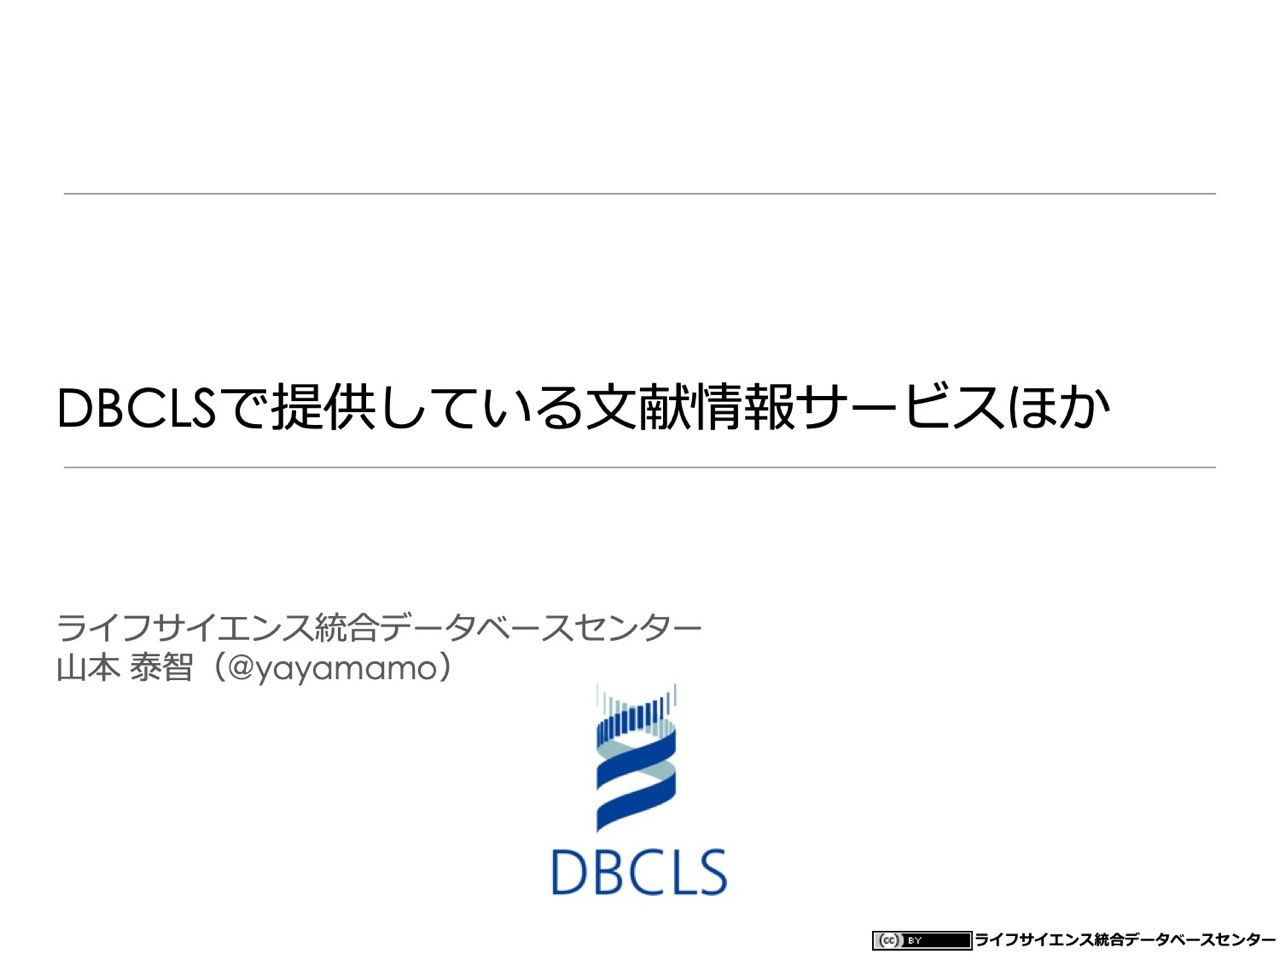 DBCLSで提供している文献情報サービスほか
ライフサイエンス統合データベースセンター
山本 泰智（@yayamamo）
DBCLS
(cc) BY ライフサイエンス統合データベースセンター